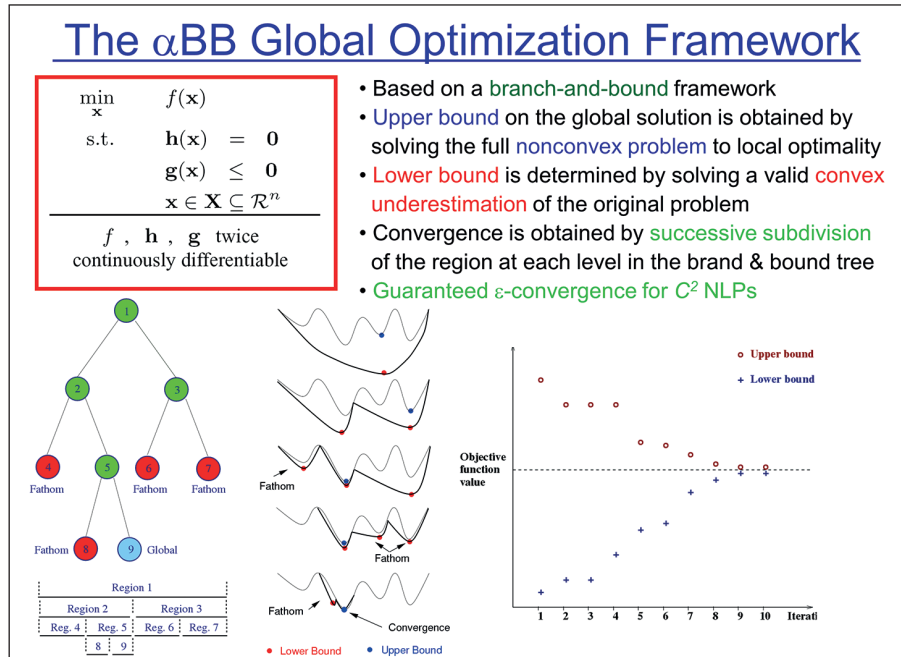 The αBB Global Optimization Framework
min f(x)
x
s.t. h(x) = 0
g(x) ≤ 0
x ∈ X ⊆ ℛⁿ
f , h , g twice
continuously differentiable
• Based on a branch-and-bound framework
• Upper bound on the global solution is obtained by
solving the full nonconvex problem to local optimality
• Lower bound is determined by solving a valid convex
underestimation of the original problem
• Convergence is obtained by successive subdivision
of the region at each level in the brand & bound tree
• Guaranteed ε-convergence for C² NLPs
1
2 3
4 5 6 7
Fathom Fathom Fathom
Fathom 8 9 Global
Region 1
Region 2 Region 3
Reg. 4 Reg. 5 Reg. 6 Reg. 7
8 9
Fathom
Fathom
Fathom
Convergence
Lower Bound Upper Bound
Upper bound
Lower bound
Objective
function
value
1 2 3 4 5 6 7 8 9 10 Iterati